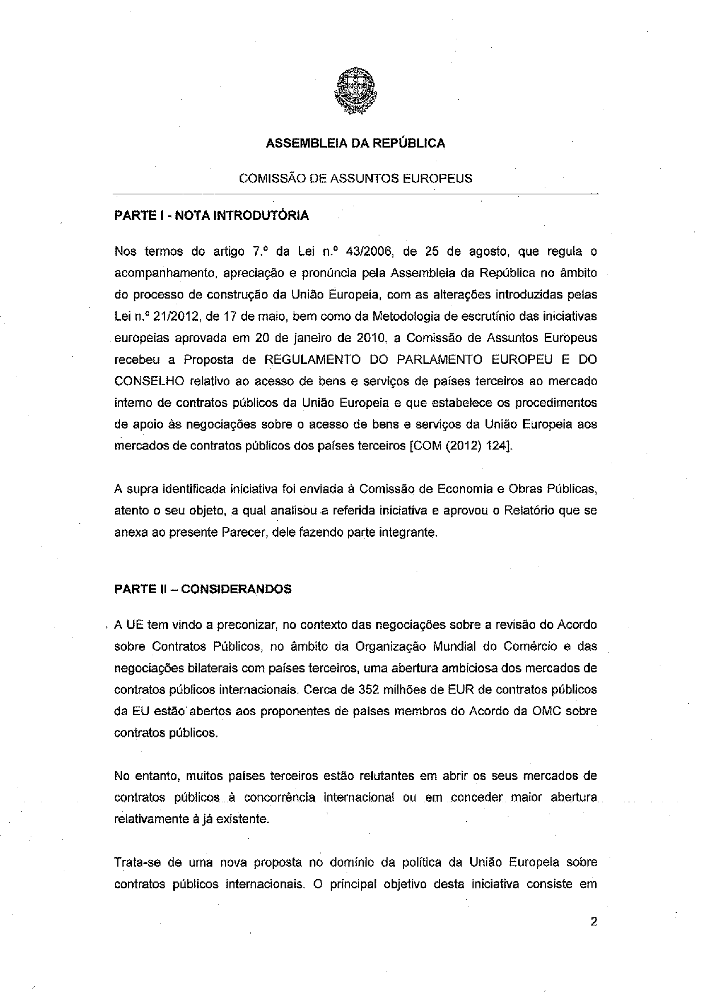 ASSEMBLEIA DA REPÚBLICA
COMISSÃO DE ASSUNTOS EUROPEUS
PARTE I - NOTA INTRODUTÓRIA
Nos termos do artigo 7.º da Lei n.º 43/2006, de 25 de agosto, que regula o
acompanhamento, apreciação e pronúncia pela Assembleia da República no âmbito
do processo de construção da União Europeia, com as alterações introduzidas pelas
Lei n.º 21/2012, de 17 de maio, bem como da Metodologia de escrutínio das iniciativas
europeias aprovada em 20 de janeiro de 2010, a Comissão de Assuntos Europeus
recebeu a Proposta de REGULAMENTO DO PARLAMENTO EUROPEU E DO
CONSELHO relativo ao acesso de bens e serviços de países terceiros ao mercado
interno de contratos públicos da União Europeia e que estabelece os procedimentos
de apoio às negociações sobre o acesso de bens e serviços da União Europeia aos
mercados de contratos públicos dos países terceiros [COM (2012) 124].
A supra identificada iniciativa foi enviada à Comissão de Economia e Obras Públicas,
atento o seu objeto, a qual analisou a referida iniciativa e aprovou o Relatório que se
anexa ao presente Parecer, dele fazendo parte integrante.
PARTE II – CONSIDERANDOS
A UE tem vindo a preconizar, no contexto das negociações sobre a revisão do Acordo
sobre Contratos Públicos, no âmbito da Organização Mundial do Comércio e das
negociações bilaterais com países terceiros, uma abertura ambiciosa dos mercados de
contratos públicos internacionais. Cerca de 352 milhões de EUR de contratos públicos
da EU estão abertos aos proponentes de países membros do Acordo da OMC sobre
contratos públicos.
No entanto, muitos países terceiros estão relutantes em abrir os seus mercados de
contratos públicos à concorrência internacional ou em conceder maior abertura
relativamente à já existente.
Trata-se de uma nova proposta no domínio da política da União Europeia sobre
contratos públicos internacionais. O principal objetivo desta iniciativa consiste em
2